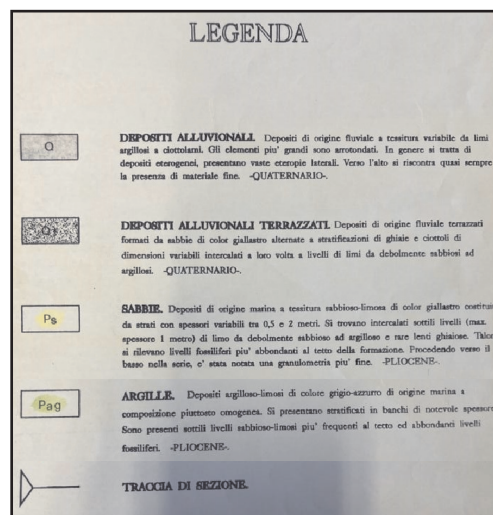 LEGENDA
Q
DEPOSITI ALLUVIONALI. Depositi di origine fluviale a tessitura variabile da limi
argillosi a ciottolami. Gli elementi piu' grandi sono arrotondati. In genere si tratta di
depositi eterogenei, presentano vaste eteropie laterali. Verso l'alto si riscontra quasi sempre
la presenza di materiale fine. -QUATERNARIO-.
DEPOSITI ALLUVIONALI TERRAZZATI. Depositi di origine fluviale terrazzati
formati da sabbie di color giallastro alternate a stratificazioni di ghiaie e ciottoli di
dimensioni variabili intercalati a loro volta a livelli di limi da debolmente sabbiosi ad
argillosi. -QUATERNARIO-.
Ps
SABBIE. Depositi di origine marina a tessitura sabbioso-limosa di color giallastro costitui
da strati con spessori variabili tra 0,5 e 2 metri. Si trovano intercalati sottili livelli (max.
spessore 1 metro) di limo da debolmente sabbioso ad argilloso e rare lenti ghiaiose. Talor
si rilevano livelli fossiliferi piu' abbondanti al tetto della formazione. Procedendo verso il
basso nella serie, e' stata notata una granulometria piu' fine. -PLIOCENE-.
Pag
ARGILLE. Depositi argilloso-limosi di colore grigio-azzurro di origine marina a
composizione piuttosto omogenea. Si presentano stratificati in banchi di notevole spessore
Sono presenti sottili livelli sabbioso-limosi piu' frequenti al tetto ed abbondanti livelli
fossiliferi. -PLIOCENE-.
TRACCIA DI SEZIONE.